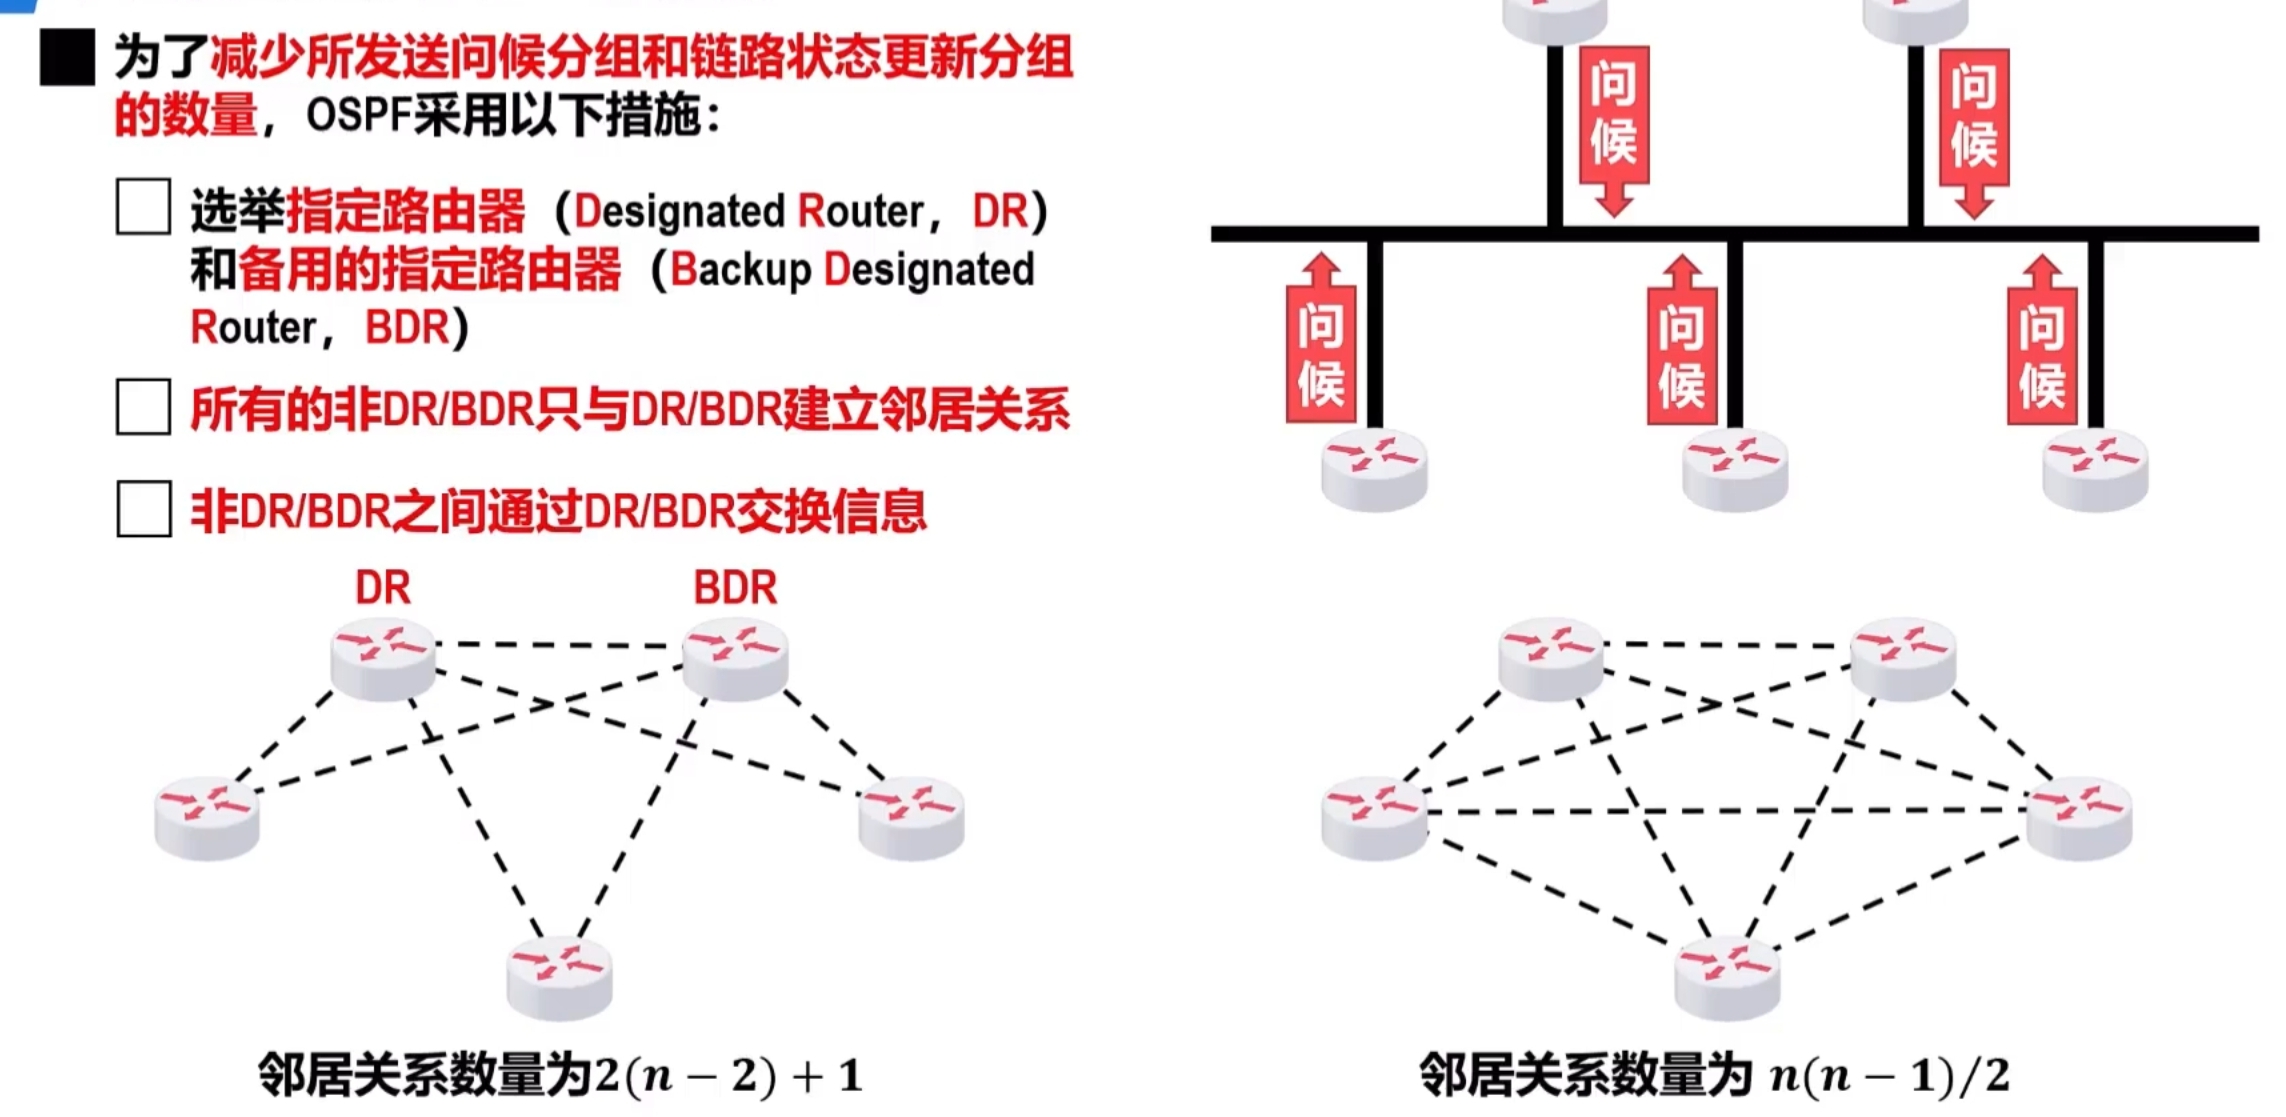 为了减少所发送问候分组和链路状态更新分组
的数量，OSPF采用以下措施：
选举指定路由器（Designated Router，DR）
和备用的指定路由器（Backup Designated
Router，BDR）
所有的非DR/BDR只与DR/BDR建立邻居关系
非DR/BDR之间通过DR/BDR交换信息
DR
BDR
邻居关系数量为2(n − 2) + 1
问候
问候
问候
问候
问候
邻居关系数量为 n(n − 1)/2